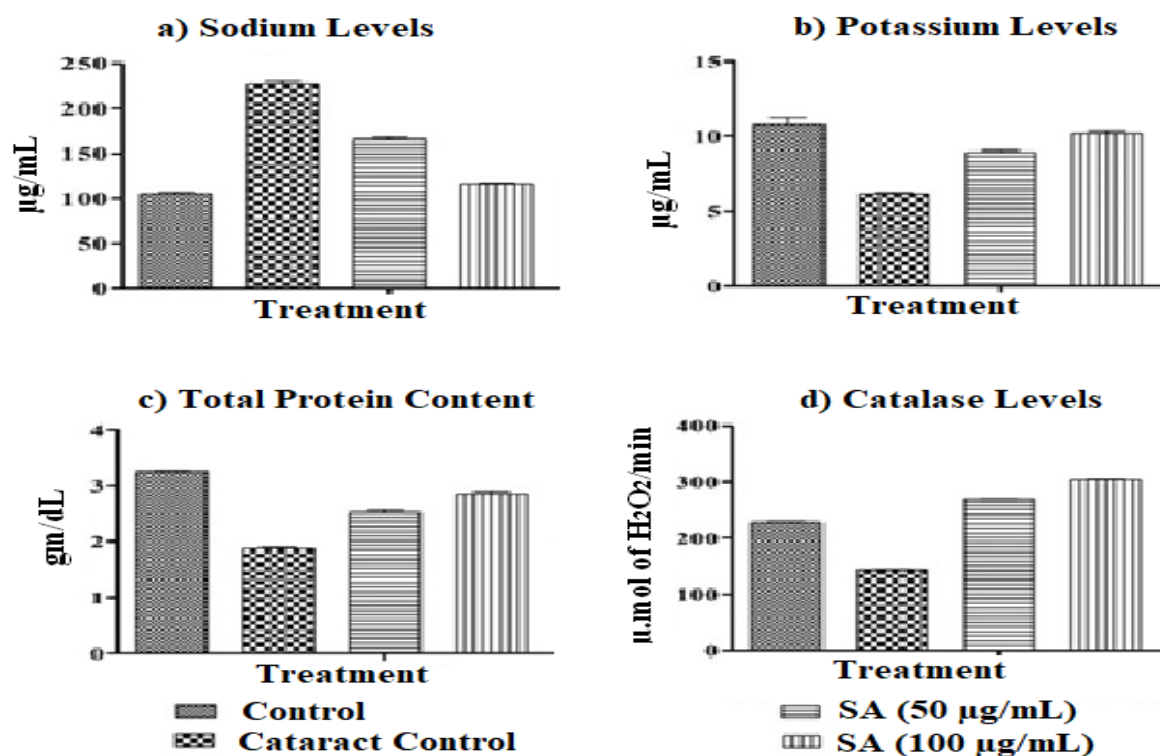 a) Sodium Levels
250
200
150
100
50
0
µg/mL
Treatment
b) Potassium Levels
15
10
5
0
µg/mL
Treatment
c) Total Protein Content
4
3
2
1
0
gm/dL
Treatment
d) Catalase Levels
400
300
200
100
0
µ.mol of H₂O₂/min
Treatment
Control
Cataract Control
SA (50 µg/mL)
SA (100 µg/mL)